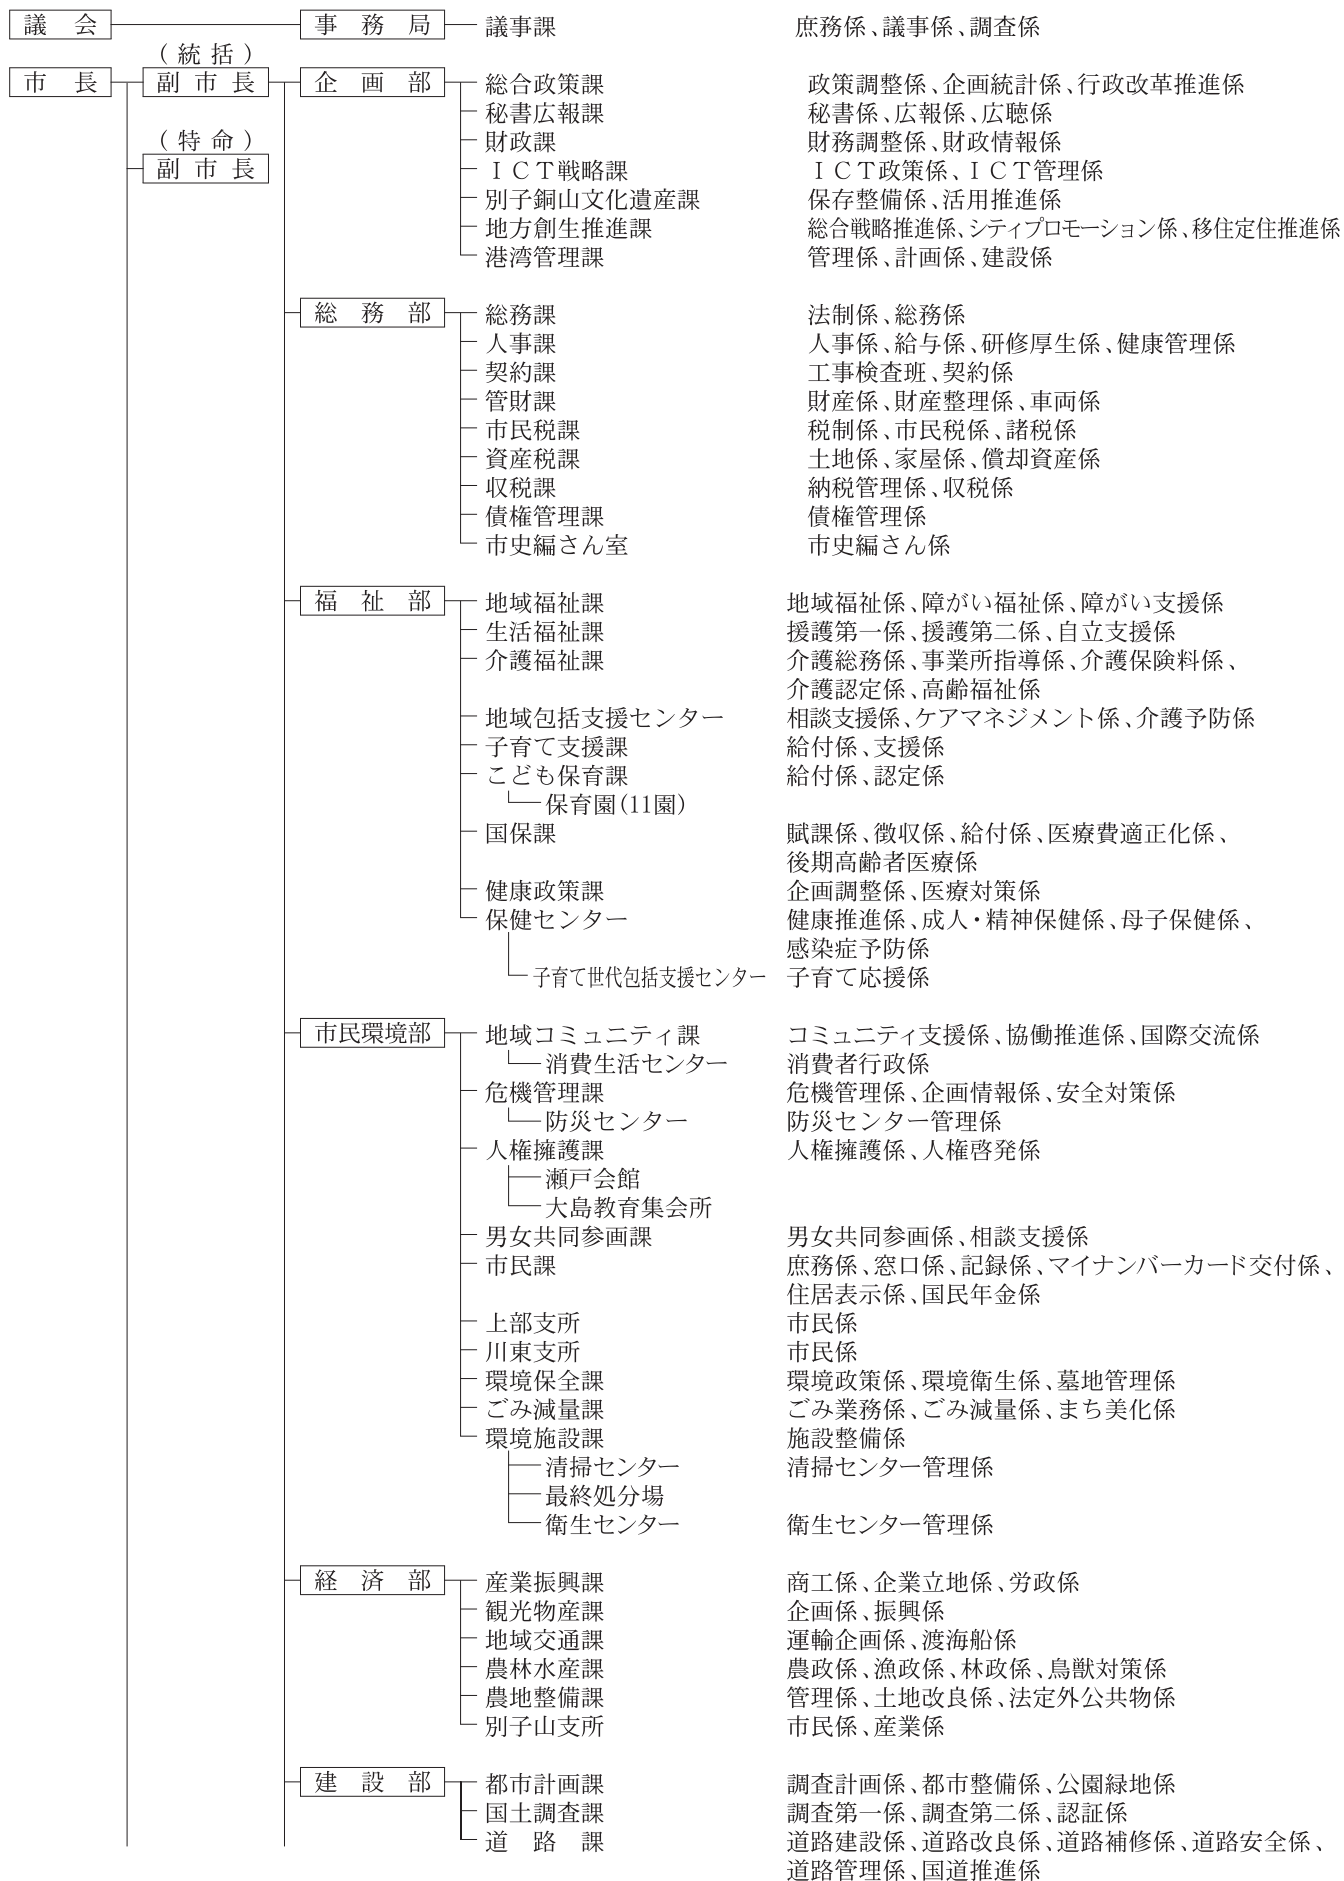 議会 事務局 議事課 庶務係、議事係、調査係
(統括)
市長 副市長 企画部 総合政策課 政策調整係、企画統計係、行政改革推進係
秘書広報課 秘書係、広報係、広聴係
(特命) 財政課 財務調整係、財政情報係
副市長 ＩＣＴ戦略課 ＩＣＴ政策係、ＩＣＴ管理係
別子銅山文化遺産課 保存整備係、活用推進係
地方創生推進課 総合戦略推進係、シティプロモーション係、移住定住推進係
港湾管理課 管理係、計画係、建設係
総務部 総務課 法制係、総務係
人事課 人事係、給与係、研修厚生係、健康管理係
契約課 工事検査班、契約係
管財課 財産係、財産整理係、車両係
市民税課 税制係、市民税係、諸税係
資産税課 土地係、家屋係、償却資産係
収税課 納税管理係、収税係
債権管理課 債権管理係
市史編さん室 市史編さん係
福祉部 地域福祉課 地域福祉係、障がい福祉係、障がい支援係
生活福祉課 援護第一係、援護第二係、自立支援係
介護福祉課 介護総務係、事業所指導係、介護保険料係、
介護認定係、高齢福祉係
地域包括支援センター 相談支援係、ケアマネジメント係、介護予防係
子育て支援課 給付係、支援係
こども保育課 給付係、認定係
保育園(11園)
国保課 賦課係、徴収係、給付係、医療費適正化係、
後期高齢者医療係
健康政策課 企画調整係、医療対策係
保健センター 健康推進係、成人・精神保健係、母子保健係、
感染症予防係
子育て世代包括支援センター 子育て応援係
市民環境部 地域コミュニティ課 コミュニティ支援係、協働推進係、国際交流係
消費生活センター 消費者行政係
危機管理課 危機管理係、企画情報係、安全対策係
防災センター 防災センター管理係
人権擁護課 人権擁護係、人権啓発係
瀬戸会館
大島教育集会所
男女共同参画課 男女共同参画係、相談支援係
市民課 庶務係、窓口係、記録係、マイナンバーカード交付係、
住居表示係、国民年金係
上部支所 市民係
川東支所 市民係
環境保全課 環境政策係、環境衛生係、墓地管理係
ごみ減量課 ごみ業務係、ごみ減量係、まち美化係
環境施設課 施設整備係
清掃センター 清掃センター管理係
最終処分場
衛生センター 衛生センター管理係
経済部 産業振興課 商工係、企業立地係、労政係
観光物産課 企画係、振興係
地域交通課 運輸企画係、渡海船係
農林水産課 農政係、漁政係、林政係、鳥獣対策係
農地整備課 管理係、土地改良係、法定外公共物係
別子山支所 市民係、産業係
建設部 都市計画課 調査計画係、都市整備係、公園緑地係
国土調査課 調査第一係、調査第二係、認証係
道路課 道路建設係、道路改良係、道路補修係、道路安全係、
道路管理係、国道推進係